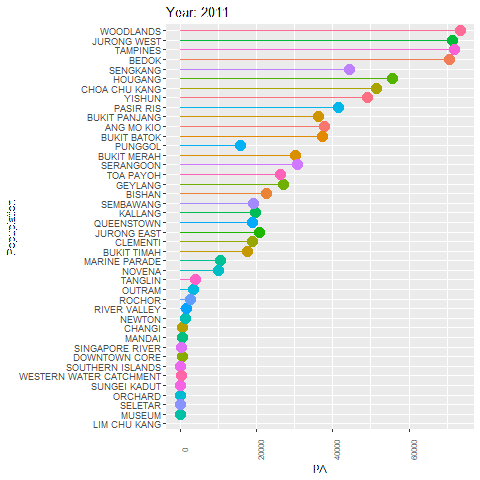 Year: 2011
WOODLANDS
JURONG WEST
TAMPINES
BEDOK
SENGKANG
HOUGANG
CHOA CHU KANG
YISHUN
PASIR RIS
BUKIT PANJANG
ANG MO KIO
BUKIT BATOK
PUNGGOL
BUKIT MERAH
SERANGOON
TOA PAYOH
GEYLANG
BISHAN
SEMBAWANG
KALLANG
QUEENSTOWN
JURONG EAST
CLEMENTI
BUKIT TIMAH
MARINE PARADE
NOVENA
TANGLIN
OUTRAM
ROCHOR
RIVER VALLEY
NEWTON
CHANGI
MANDAI
SINGAPORE RIVER
DOWNTOWN CORE
SOUTHERN ISLANDS
WESTERN WATER CATCHMENT
SUNGEI KADUT
ORCHARD
SELETAR
MUSEUM
LIM CHU KANG
Population
0 20000 40000 60000
PA